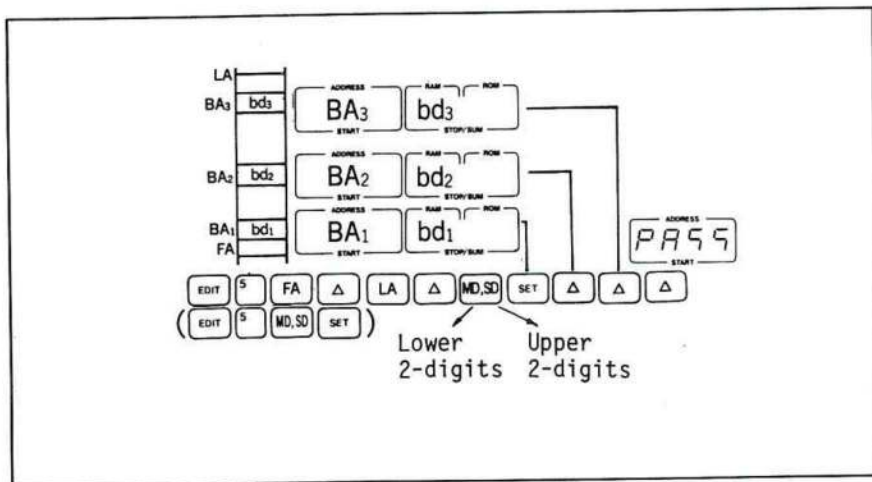 LA
ADDRESS RAM ROM
BA₃ bd₃ BA₃ bd₃
START STOP/SUM
ADDRESS RAM ROM
BA₂ bd₂ BA₂ bd₂
START STOP/SUM
ADDRESS RAM ROM
BA₁ bd₁ BA₁ bd₁
START STOP/SUM
FA
ADDRESS
PASS
START
EDIT 5 FA △ LA △ MD,SD SET △ △ △
( EDIT 5 MD,SD SET )
Lower Upper
2-digits 2-digits